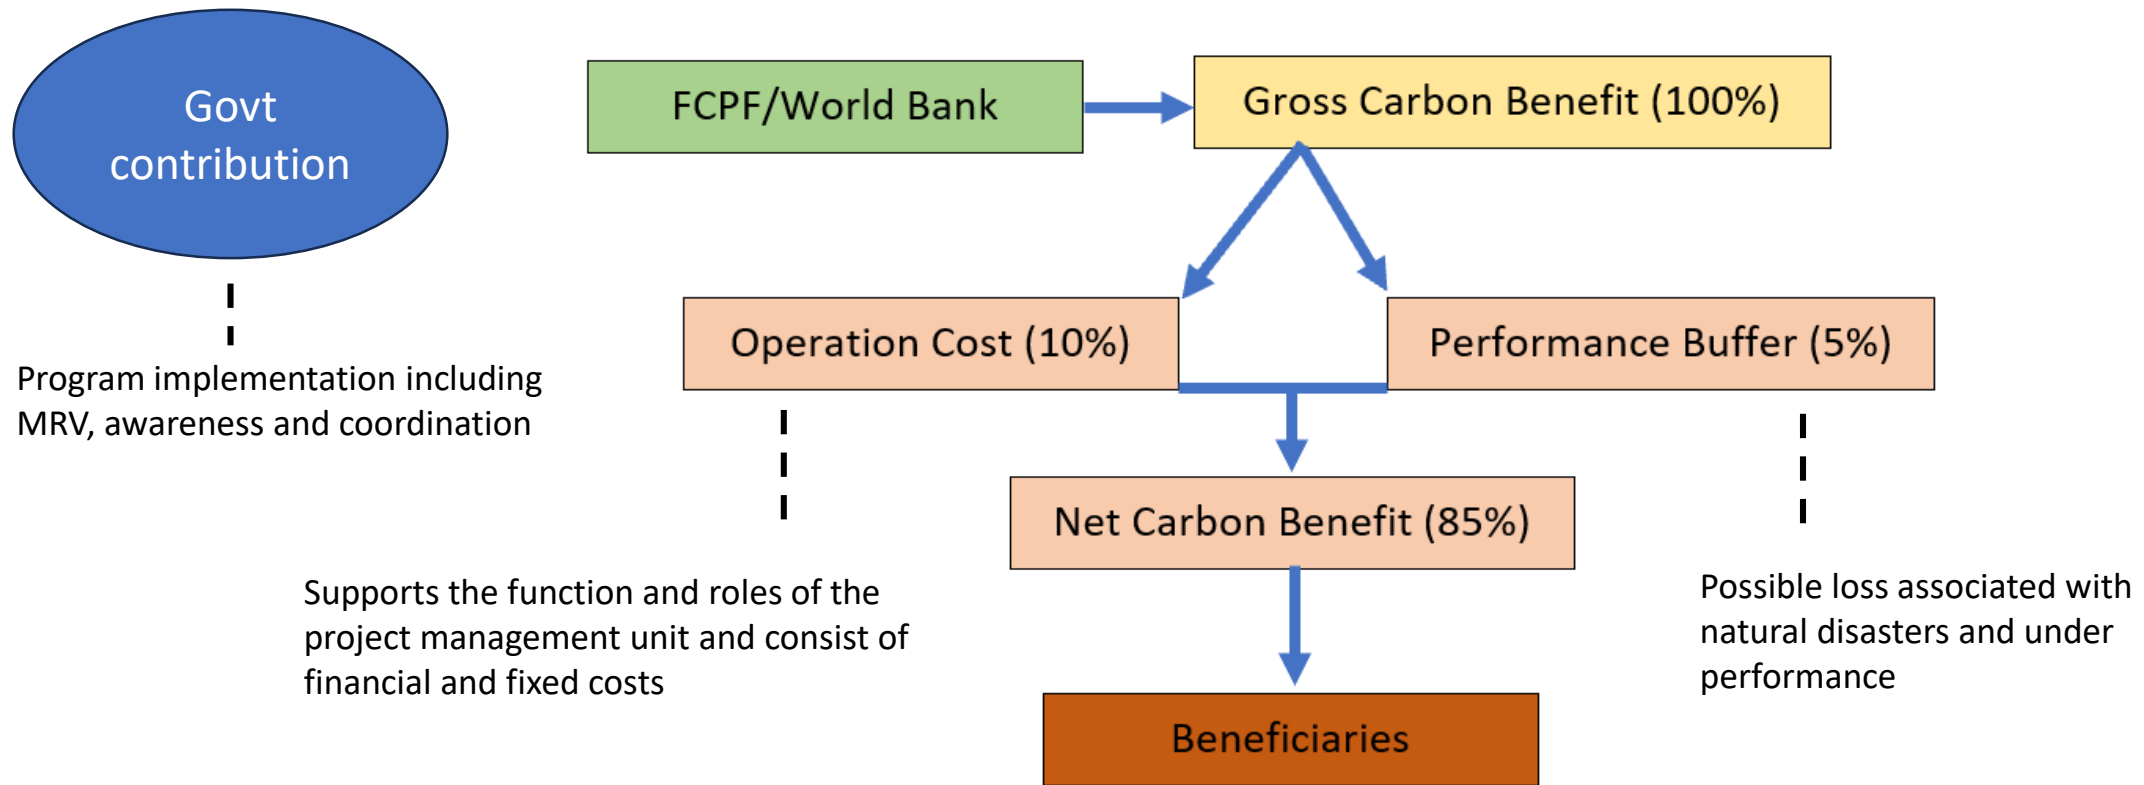 Govt
contribution
FCPF/World Bank
Gross Carbon Benefit (100%)
Operation Cost (10%)
Performance Buffer (5%)
Program implementation including
MRV, awareness and coordination
Net Carbon Benefit (85%)
Supports the function and roles of the
project management unit and consist of
financial and fixed costs
Possible loss associated with
natural disasters and under
performance
Beneficiaries